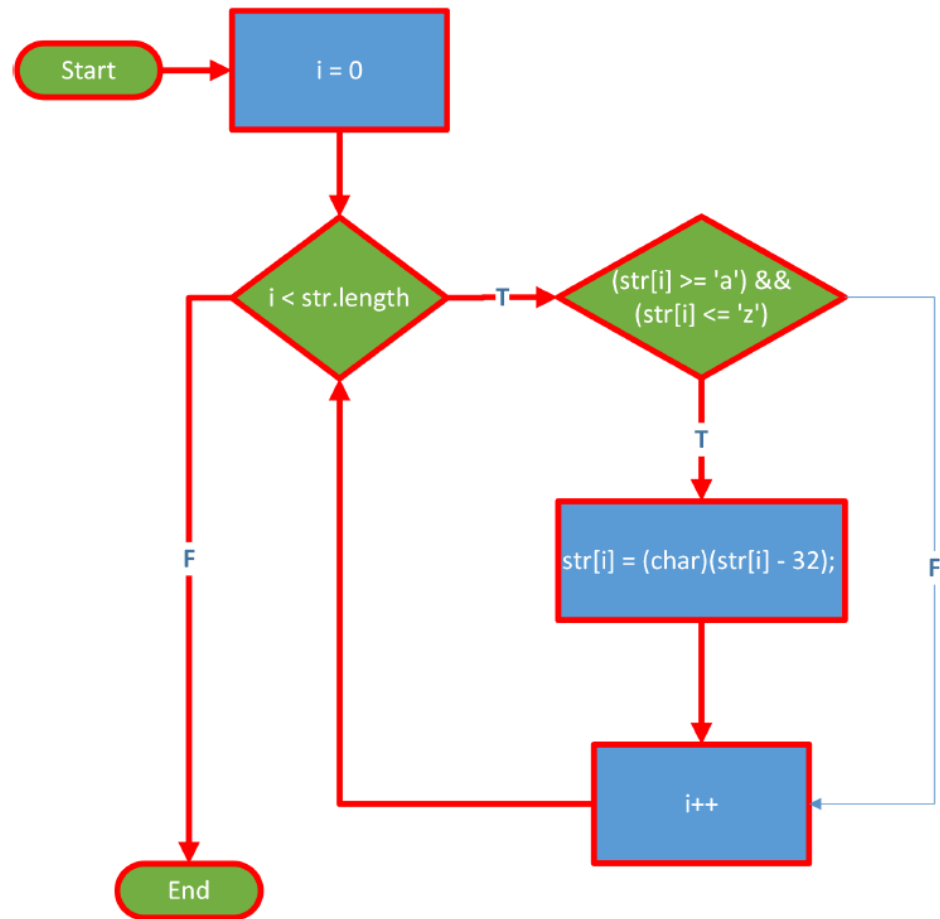 Start
i = 0
i < str.length
T
(str[i] >= 'a') &&
(str[i] <= 'z')
T
F
str[i] = (char)(str[i] - 32);
F
i++
End